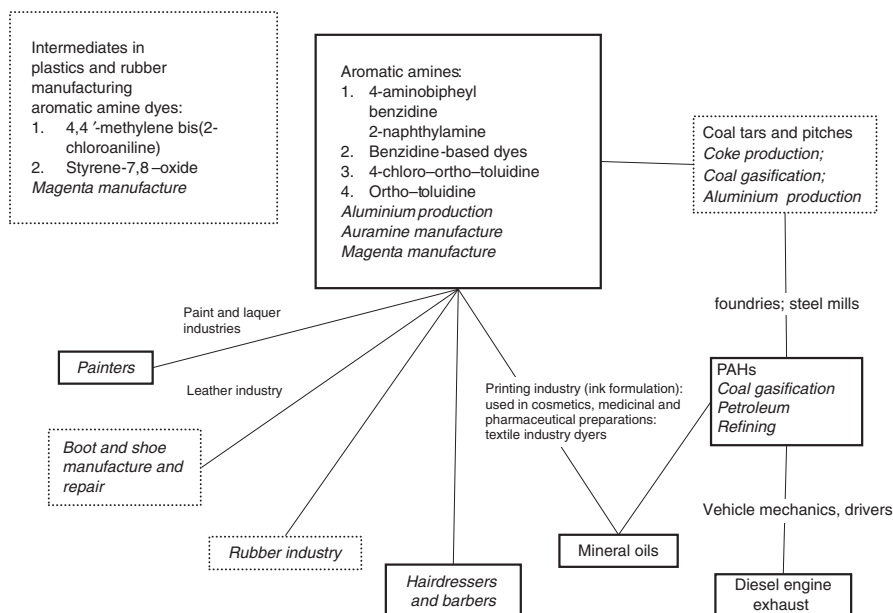 Intermediates in
plastics and rubber
manufacturing
aromatic amine dyes:
1. 4,4 ′-methylene bis(2-
chloroaniline)
2. Styrene-7,8–oxide
Magenta manufacture
Aromatic amines:
1. 4-aminobipheyl
benzidine
2-naphthylamine
2. Benzidine-based dyes
3. 4-chloro–ortho–toluidine
4. Ortho–toluidine
Aluminium production
Auramine manufacture
Magenta manufacture
Coal tars and pitches
Coke production;
Coal gasification;
Aluminium production
foundries; steel mills
Paint and laquer
industries
Painters
Leather industry
Printing industry (ink formulation):
used in cosmetics, medicinal and
pharmaceutical preparations:
textile industry dyers
PAHs
Coal gasification
Petroleum
Refining
Boot and shoe
manufacture and
repair
Vehicle mechanics, drivers
Rubber industry
Mineral oils
Hairdressers
and barbers
Diesel engine
exhaust